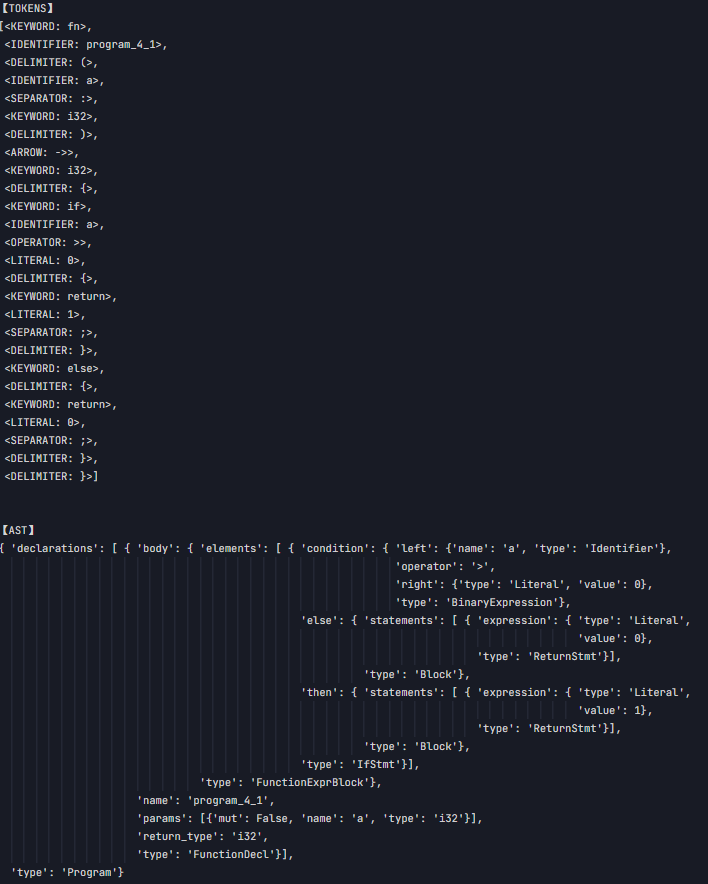 【TOKENS】
[<KEYWORD: fn>,
<IDENTIFIER: program_4_1>,
<DELIMITER: (>,
<IDENTIFIER: a>,
<SEPARATOR: :>,
<KEYWORD: i32>,
<DELIMITER: )>,
<ARROW: ->>,
<KEYWORD: i32>,
<DELIMITER: {>,
<KEYWORD: if>,
<IDENTIFIER: a>,
<OPERATOR: >>,
<LITERAL: 0>,
<DELIMITER: {>,
<KEYWORD: return>,
<LITERAL: 1>,
<SEPARATOR: ;>,
<DELIMITER: }>,
<KEYWORD: else>,
<DELIMITER: {>,
<KEYWORD: return>,
<LITERAL: 0>,
<SEPARATOR: ;>,
<DELIMITER: }>,
<DELIMITER: }>]
【AST】
{ 'declarations': [ { 'body': { 'elements': [ { 'condition': { 'left': {'name': 'a', 'type': 'Identifier'},
'operator': '>',
'right': {'type': 'Literal', 'value': 0},
'type': 'BinaryExpression'},
'else': { 'statements': [ { 'expression': { 'type': 'Literal',
'value': 0},
'type': 'ReturnStmt'}],
'type': 'Block'},
'then': { 'statements': [ { 'expression': { 'type': 'Literal',
'value': 1},
'type': 'ReturnStmt'}],
'type': 'Block'},
'type': 'IfStmt'}],
'type': 'FunctionExprBlock'},
'name': 'program_4_1',
'params': [{'mut': False, 'name': 'a', 'type': 'i32'}],
'return_type': 'i32',
'type': 'FunctionDecl'}],
'type': 'Program'}